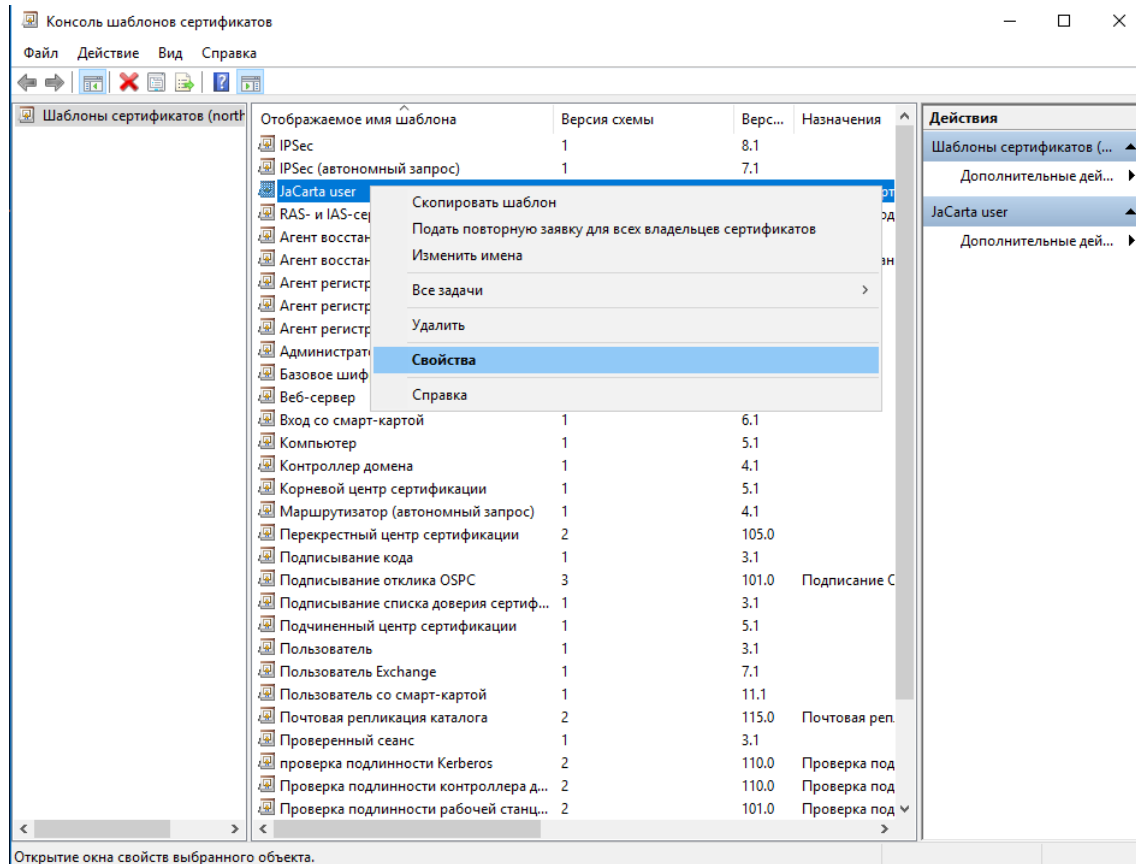 Консоль шаблонов сертификатов
Файл Действие Вид Справка
Шаблоны сертификатов (north
Отображаемое имя шаблона Версия схемы Верс... Назначения
IPSec 1 8.1
IPSec (автономный запрос) 1 7.1
JaCarta user
RAS- и IAS-сер
Агент восстан
Агент восстан
Агент регистр
Агент регистр
Агент регистр
Администрат
Базовое шиф
Веб-сервер
Вход со смарт-картой 1 6.1
Компьютер 1 5.1
Контроллер домена 1 4.1
Корневой центр сертификации 1 5.1
Маршрутизатор (автономный запрос) 1 4.1
Перекрестный центр сертификации 2 105.0
Подписывание кода 1 3.1
Подписывание отклика OSPC 3 101.0 Подписание О
Подписывание списка доверия сертиф... 1 3.1
Подчиненный центр сертификации 1 5.1
Пользователь 1 3.1
Пользователь Exchange 1 7.1
Пользователь со смарт-картой 1 11.1
Почтовая репликация каталога 2 115.0 Почтовая реп.
Проверенный сеанс 1 3.1
проверка подлинности Kerberos 2 110.0 Проверка под
Проверка подлинности контроллера д... 2 110.0 Проверка под
Проверка подлинности рабочей станц... 2 101.0 Проверка под
Скопировать шаблон
Подать повторную заявку для всех владельцев сертификатов
Изменить имена
Все задачи
Удалить
Свойства
Справка
Действия
Шаблоны сертификатов (...
Дополнительные дей...
JaCarta user
Дополнительные дей...
Открытие окна свойств выбранного объекта.